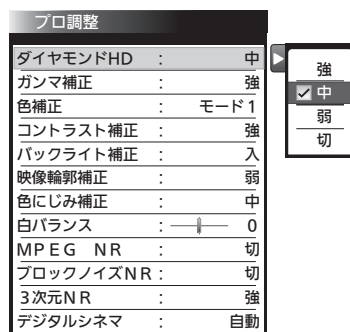 プロ調整
ダイヤモンドHD : 中
ガンマ補正 : 強
色補正 : モード1
コントラスト補正 : 強
バックライト補正 : 入
映像輪郭補正 : 弱
色にじみ補正 : 中
白バランス : 0
MPEG NR : 切
ブロックノイズNR : 切
3次元NR : 強
デジタルシネマ : 自動
強
中
弱
切